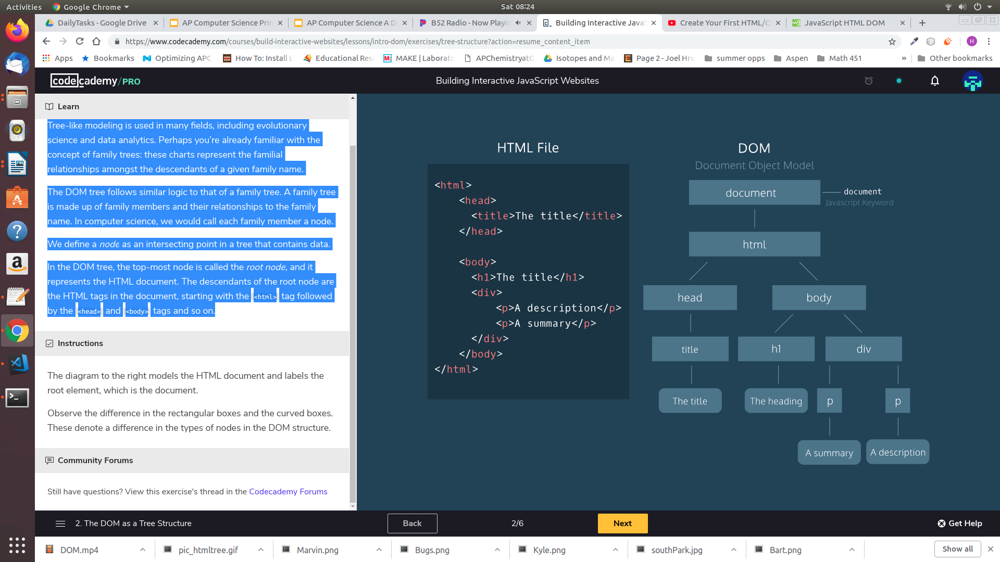 Activities
Google Chrome
Sat 08:24
DailyTasks - Google Drive
AP Computer Science Prin
AP Computer Science A D
B52 Radio - Now Playin
Building Interactive JavaS
Create Your First HTML/C
JavaScript HTML DOM
https://www.codecademy.com/courses/build-interactive-websites/lessons/intro-dom/exercises/tree-structure?action=resume_content_item
H
Apps
Bookmarks
Optimizing APC
How To: Install L
Educational Res
MAKE | Laborato
APChemistryatG
Isotopes and Ma
Page 2 - Joel Hru
summer opps
Aspen
Math 451
»
Other bookmarks
codecademy/PRO
Building Interactive JavaScript Websites
Learn
Tree-like modeling is used in many fields, including evolutionary
science and data analytics. Perhaps you're already familiar with the
concept of family trees: these charts represent the familial
relationships amongst the descendants of a given family name.
The DOM tree follows similar logic to that of a family tree. A family tree
is made up of family members and their relationships to the family
name. In computer science, we would call each family member a node.
We define a node as an intersecting point in a tree that contains data.
In the DOM tree, the top-most node is called the root node, and it
represents the HTML document. The descendants of the root node are
the HTML tags in the document, starting with the <html> tag followed
by the <head> and <body> tags and so on.
Instructions
The diagram to the right models the HTML document and labels the
root element, which is the document.
Observe the difference in the rectangular boxes and the curved boxes.
These denote a difference in the types of nodes in the DOM structure.
Community Forums
Still have questions? View this exercise's thread in the Codecademy Forums
HTML File
<html>
<head>
<title>The title</title>
</head>
<body>
<h1>The title</h1>
<div>
<p>A description</p>
<p>A summary</p>
</div>
</body>
</html>
DOM
Document Object Model
document
document
Javascript Keyword
html
head
body
title
h1
div
The title
The heading
p
p
A summary
A description
2. The DOM as a Tree Structure
Back
2/6
Next
Get Help
DOM.mp4
pic_htmltree.gif
Marvin.png
Bugs.png
Kyle.png
southPark.jpg
Bart.png
Show all